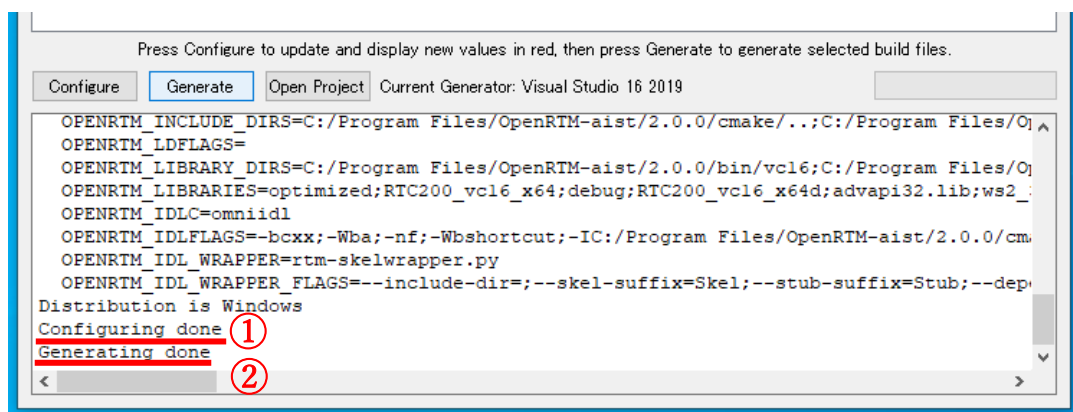 Press Configure to update and display new values in red, then press Generate to generate selected build files.
Configure Generate Open Project Current Generator: Visual Studio 16 2019
OPENRTM_INCLUDE_DIRS=C:/Program Files/OpenRTM-aist/2.0.0/cmake/..;C:/Program Files/O
OPENRTM_LDFLAGS=
OPENRTM_LIBRARY_DIRS=C:/Program Files/OpenRTM-aist/2.0.0/bin/vc16;C:/Program Files/O
OPENRTM_LIBRARIES=optimized;RTC200_vc16_x64;debug;RTC200_vc16_x64d;advapi32.lib;ws2_
OPENRTM_IDLC=omniidl
OPENRTM_IDLFLAGS=-bcxx;-Wba;-nf;-Wbshortcut;-IC:/Program Files/OpenRTM-aist/2.0.0/cm
OPENRTM_IDL_WRAPPER=rtm-skelwrapper.py
OPENRTM_IDL_WRAPPER_FLAGS=--include-dir=;--skel-suffix=Skel;--stub-suffix=Stub;--dep
Distribution is Windows
Configuring done ①
Generating done
②